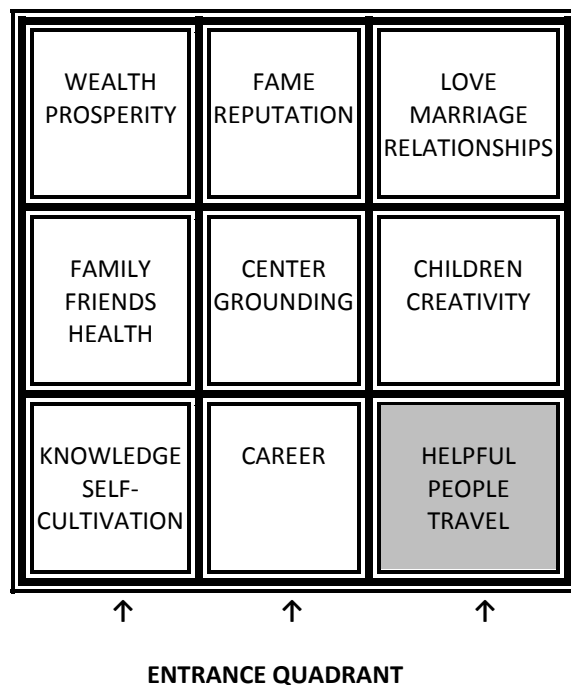 WEALTH
PROSPERITY
FAME
REPUTATION
LOVE
MARRIAGE
RELATIONSHIPS
FAMILY
FRIENDS
HEALTH
CENTER
GROUNDING
CHILDREN
CREATIVITY
KNOWLEDGE
SELF-
CULTIVATION
CAREER
HELPFUL
PEOPLE
TRAVEL
ENTRANCE QUADRANT